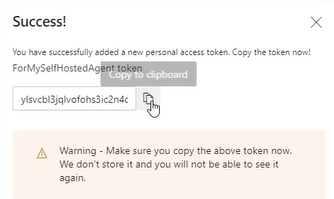 Success!
You have successfully added a new personal access token. Copy the token now!
ForMySelfHostedAgent token
Copy to clipboard
Warning - Make sure you copy the above token now.
We don't store it and you will not be able to see it
again.